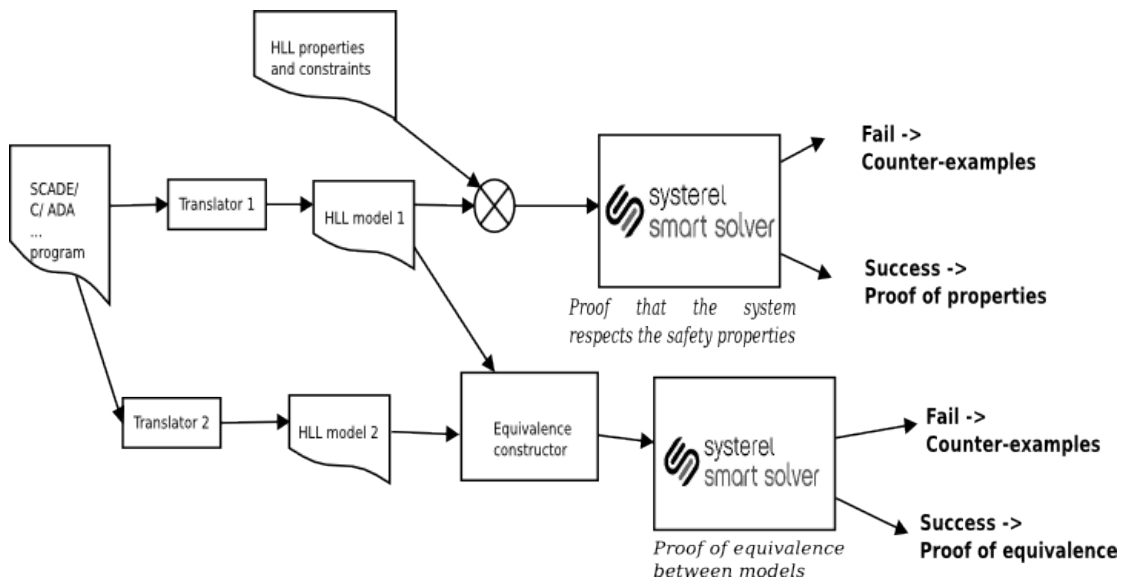 HLL properties
and constraints
SCADE/
C/ ADA
...
program
Translator 1
HLL model 1
systerel
smart solver
Fail ->
Counter-examples
Success ->
Proof of properties
Proof that the system
respects the safety properties
Translator 2
HLL model 2
Equivalence
constructor
systerel
smart solver
Fail ->
Counter-examples
Success ->
Proof of equivalence
Proof of equivalence
between models